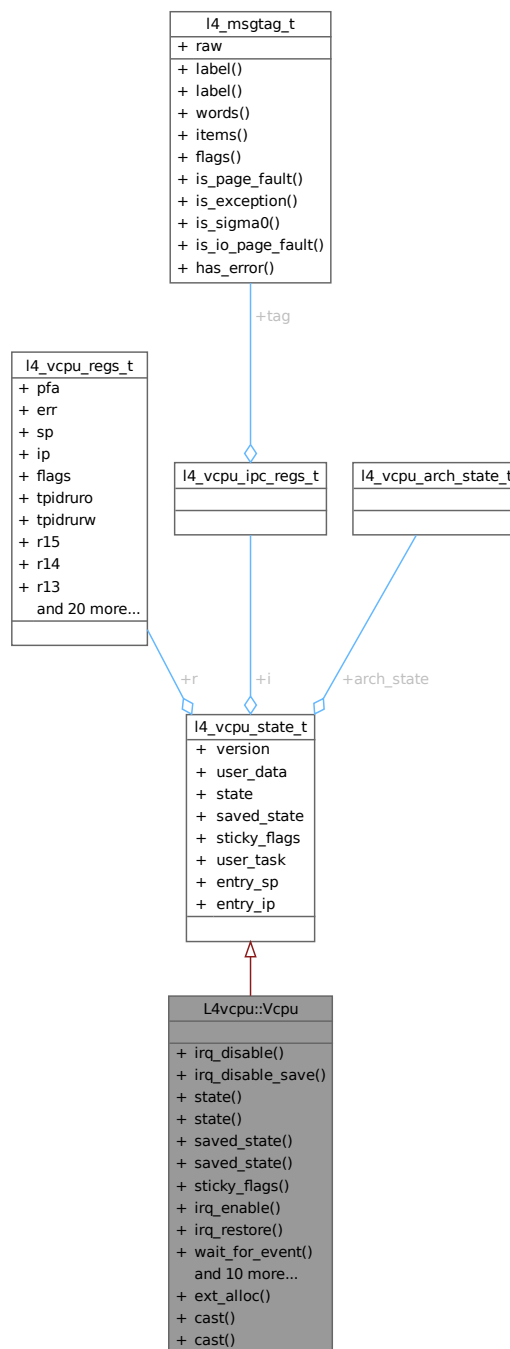 l4_msgtag_t
+ raw
+ label()
+ label()
+ words()
+ items()
+ flags()
+ is_page_fault()
+ is_exception()
+ is_sigma0()
+ is_io_page_fault()
+ has_error()
+tag
l4_vcpu_regs_t
+ pfa
+ err
+ sp
+ ip
+ flags
+ tpidruro
+ tpidrurw
+ r15
+ r14
+ r13
and 20 more...
l4_vcpu_ipc_regs_t
l4_vcpu_arch_state_t
+r
+i
+arch_state
l4_vcpu_state_t
+ version
+ user_data
+ state
+ saved_state
+ sticky_flags
+ user_task
+ entry_sp
+ entry_ip
L4vcpu::Vcpu
+ irq_disable()
+ irq_disable_save()
+ state()
+ state()
+ saved_state()
+ saved_state()
+ sticky_flags()
+ irq_enable()
+ irq_restore()
+ wait_for_event()
and 10 more...
+ ext_alloc()
+ cast()
+ cast()